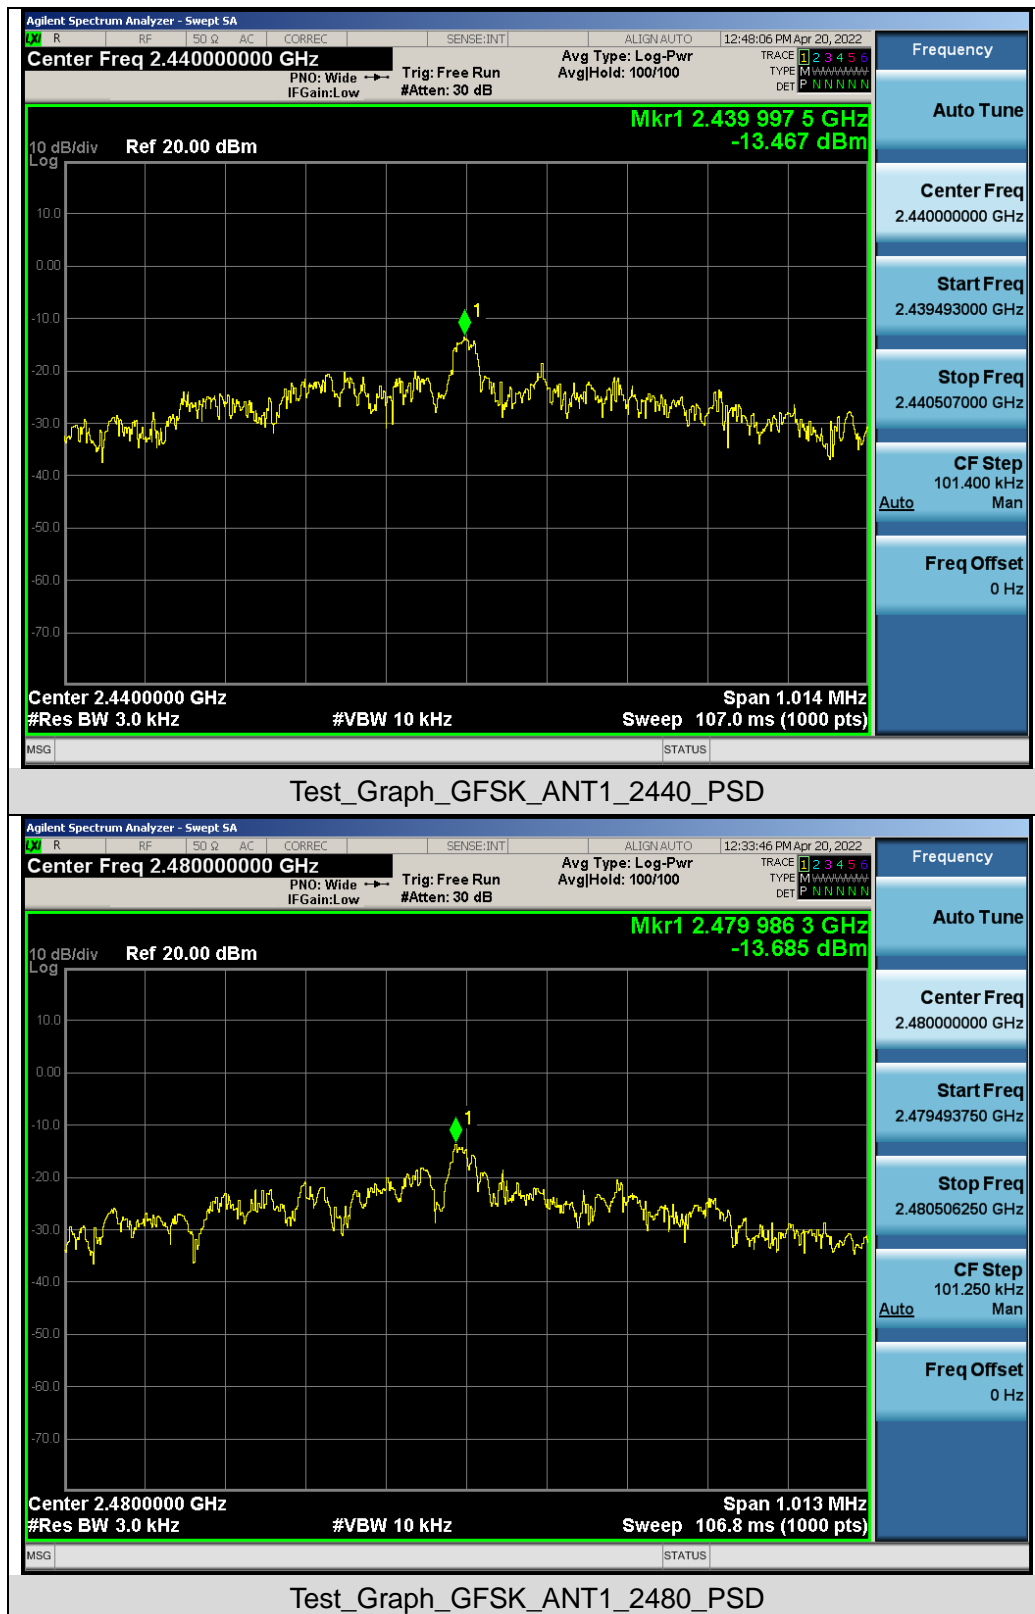 Agilent Spectrum Analyzer - Swept SA
LXI R RF 50 Ω AC CORREC SENSE:INT ALIGN AUTO 12:48:06 PM Apr 20, 2022
Center Freq 2.440000000 GHz
PNO: Wide
IFGain:Low
Trig: Free Run
#Atten: 30 dB
Avg Type: Log-Pwr
Avg|Hold: 100/100
TRACE 1 2 3 4 5 6
TYPE M
DET P N N N N N
Mkr1 2.439 997 5 GHz
-13.467 dBm
10 dB/div Ref 20.00 dBm
Log
10.0
0.00
-10.0
-20.0
-30.0
-40.0
-50.0
-60.0
-70.0
1
Center 2.4400000 GHz Span 1.014 MHz
#Res BW 3.0 kHz #VBW 10 kHz Sweep 107.0 ms (1000 pts)
MSG STATUS
Frequency
Auto Tune
Center Freq
2.440000000 GHz
Start Freq
2.439493000 GHz
Stop Freq
2.440507000 GHz
CF Step
101.400 kHz
Auto Man
Freq Offset
0 Hz
Test_Graph_GFSK_ANT1_2440_PSD
Agilent Spectrum Analyzer - Swept SA
LXI R RF 50 Ω AC CORREC SENSE:INT ALIGN AUTO 12:33:46 PM Apr 20, 2022
Center Freq 2.480000000 GHz
PNO: Wide
IFGain:Low
Trig: Free Run
#Atten: 30 dB
Avg Type: Log-Pwr
Avg|Hold: 100/100
TRACE 1 2 3 4 5 6
TYPE M
DET P N N N N N
Mkr1 2.479 986 3 GHz
-13.685 dBm
10 dB/div Ref 20.00 dBm
Log
10.0
0.00
-10.0
-20.0
-30.0
-40.0
-50.0
-60.0
-70.0
1
Center 2.4800000 GHz Span 1.013 MHz
#Res BW 3.0 kHz #VBW 10 kHz Sweep 106.8 ms (1000 pts)
MSG STATUS
Frequency
Auto Tune
Center Freq
2.480000000 GHz
Start Freq
2.479493750 GHz
Stop Freq
2.480506250 GHz
CF Step
101.250 kHz
Auto Man
Freq Offset
0 Hz
Test_Graph_GFSK_ANT1_2480_PSD